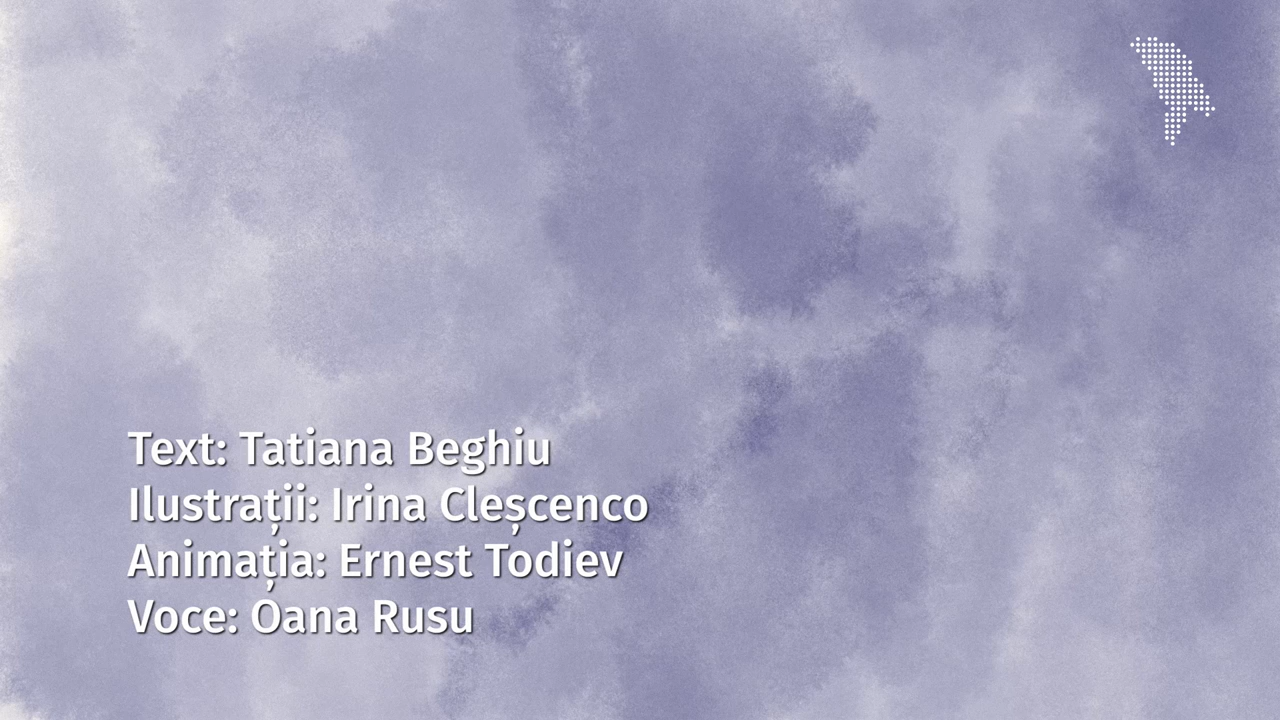 Text: Tatiana Beghiu
Ilustrații: Irina Cleșcenco
Animația: Ernest Todiev
Voce: Oana Rusu